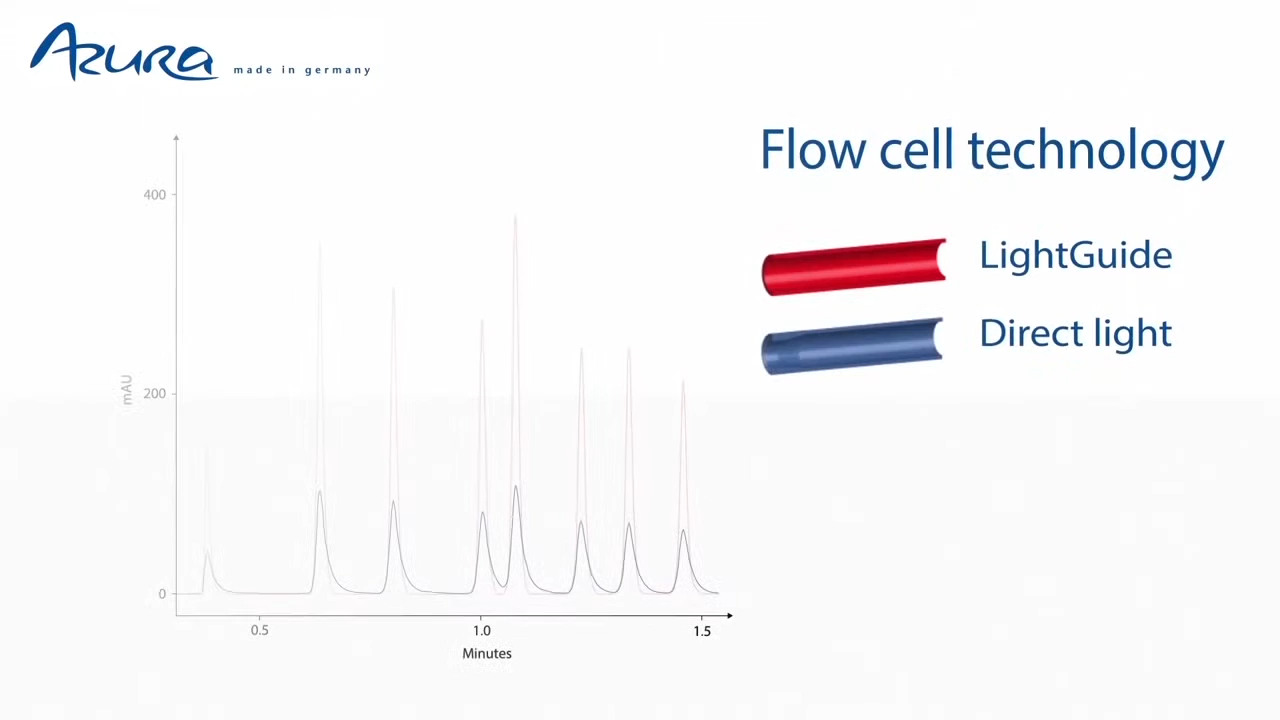 AZURA made in germany
Flow cell technology
LightGuide
Direct light
400
200
0
mAU
0.5
1.0
1.5
Minutes